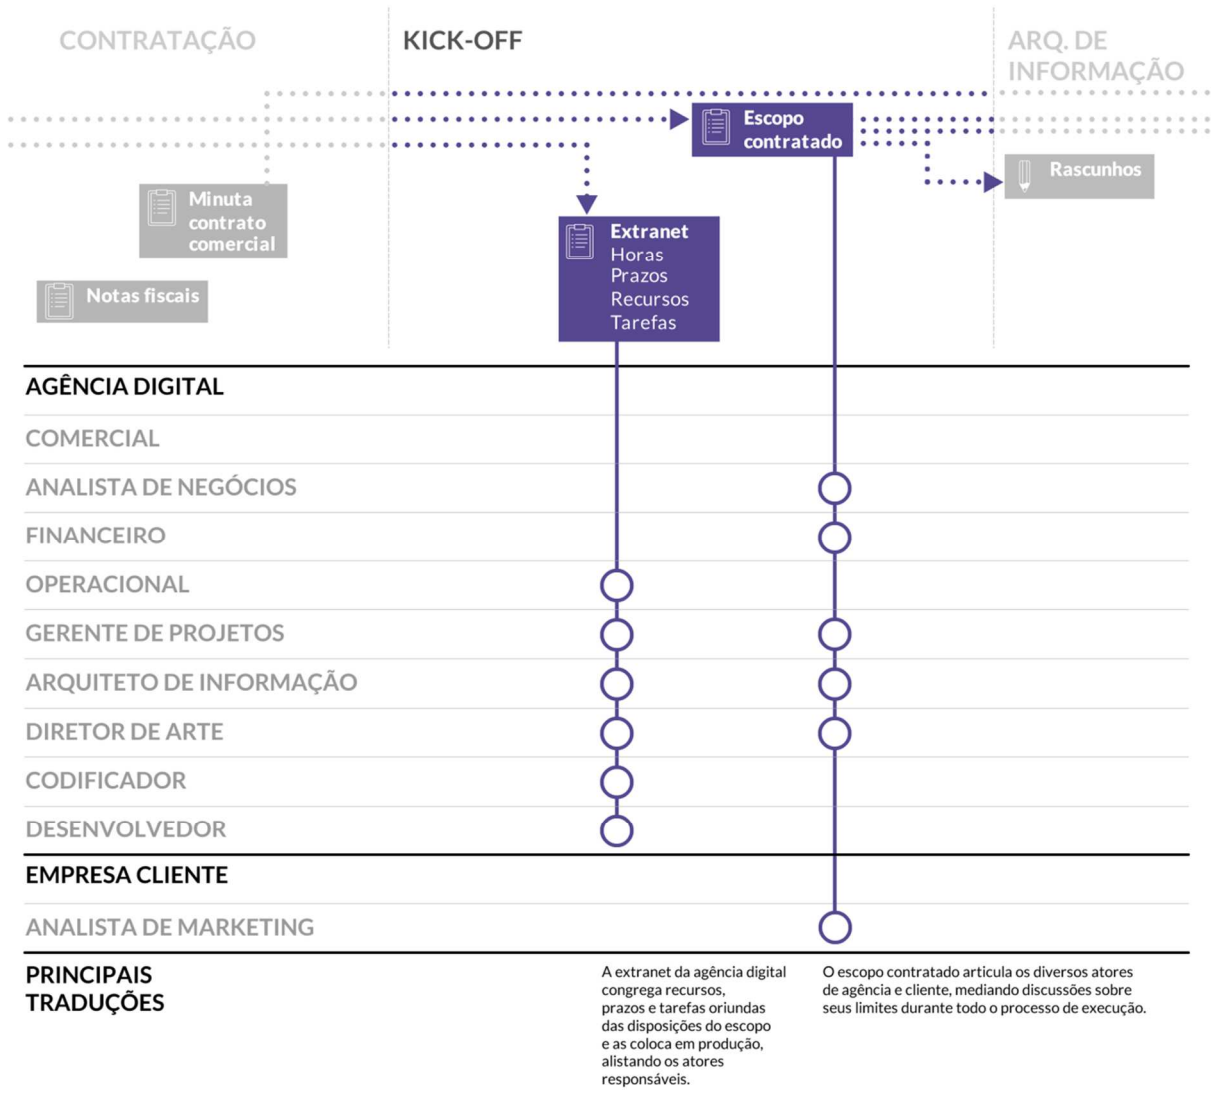 CONTRATAÇÃO
KICK-OFF
ARQ. DE
INFORMAÇÃO
Escopo
contratado
Rascunhos
Minuta
contrato
comercial
Extranet
Horas
Prazos
Recursos
Tarefas
Notas fiscais
AGÊNCIA DIGITAL
COMERCIAL
ANALISTA DE NEGÓCIOS
FINANCEIRO
OPERACIONAL
GERENTE DE PROJETOS
ARQUITETO DE INFORMAÇÃO
DIRETOR DE ARTE
CODIFICADOR
DESENVOLVEDOR
EMPRESA CLIENTE
ANALISTA DE MARKETING
PRINCIPAIS
TRADUÇÕES
A extranet da agência digital
congrega recursos,
prazos e tarefas oriundas
das disposições do escopo
e as coloca em produção,
alistando os atores
responsáveis.
O escopo contratado articula os diversos atores
de agência e cliente, mediando discussões sobre
seus limites durante todo o processo de execução.